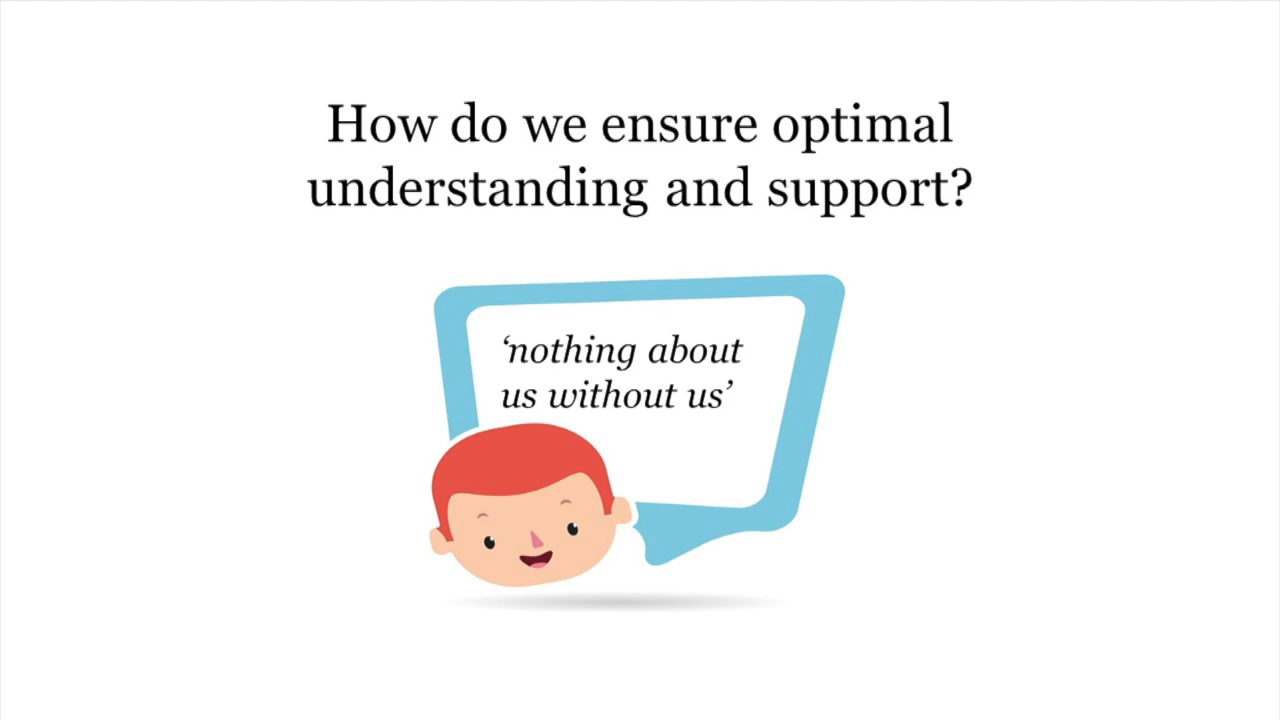 How do we ensure optimal
understanding and support?
‘nothing about
us without us’